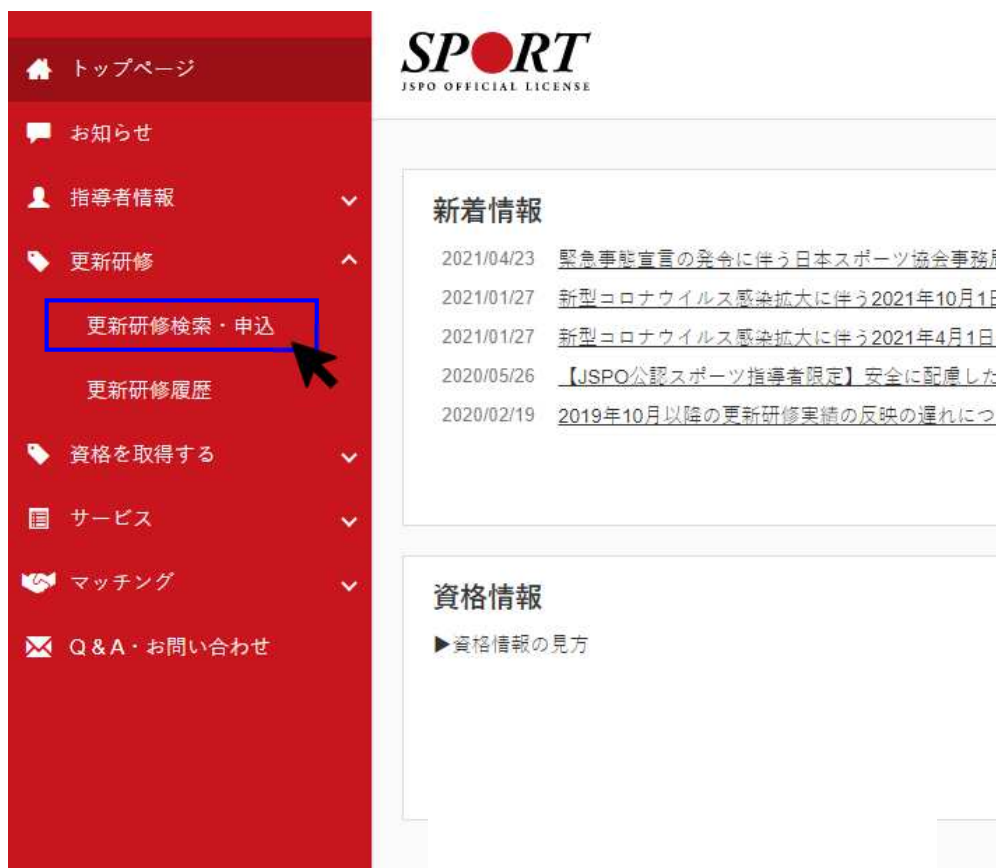 トップページ
お知らせ
指導者情報
更新研修
更新研修検索・申込
更新研修履歴
資格を取得する
サービス
マッチング
Q&A・お問い合わせ
SPORT
JSPO OFFICIAL LICENSE
新着情報
2021/04/23 緊急事態宣言の発令に伴う日本スポーツ協会事務局
2021/01/27 新型コロナウイルス感染拡大に伴う2021年10月1日
2021/01/27 新型コロナウイルス感染拡大に伴う2021年4月1日
2020/05/26 【JSPO公認スポーツ指導者限定】安全に配慮した
2020/02/19 2019年10月以降の更新研修実績の反映の遅れにつ
資格情報
▶資格情報の見方